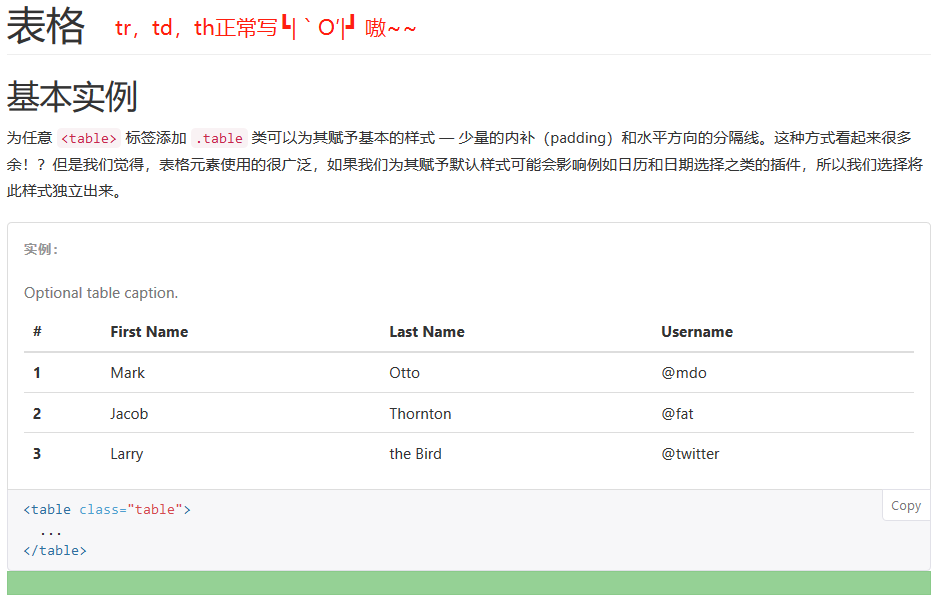 表格 tr，td，th正常写┗|｀O′|┛ 嗷~~
基本实例
为任意 <table> 标签添加 .table 类可以为其赋予基本的样式 — 少量的内补（padding）和水平方向的分隔线。这种方式看起来很多
余！？但是我们觉得，表格元素使用的很广泛，如果我们为其赋予默认样式可能会影响例如日历和日期选择之类的插件，所以我们选择将
此样式独立出来。
实例：
Optional table caption.
# First Name Last Name Username
1 Mark Otto @mdo
2 Jacob Thornton @fat
3 Larry the Bird @twitter
<table class="table"> Copy
...
</table>